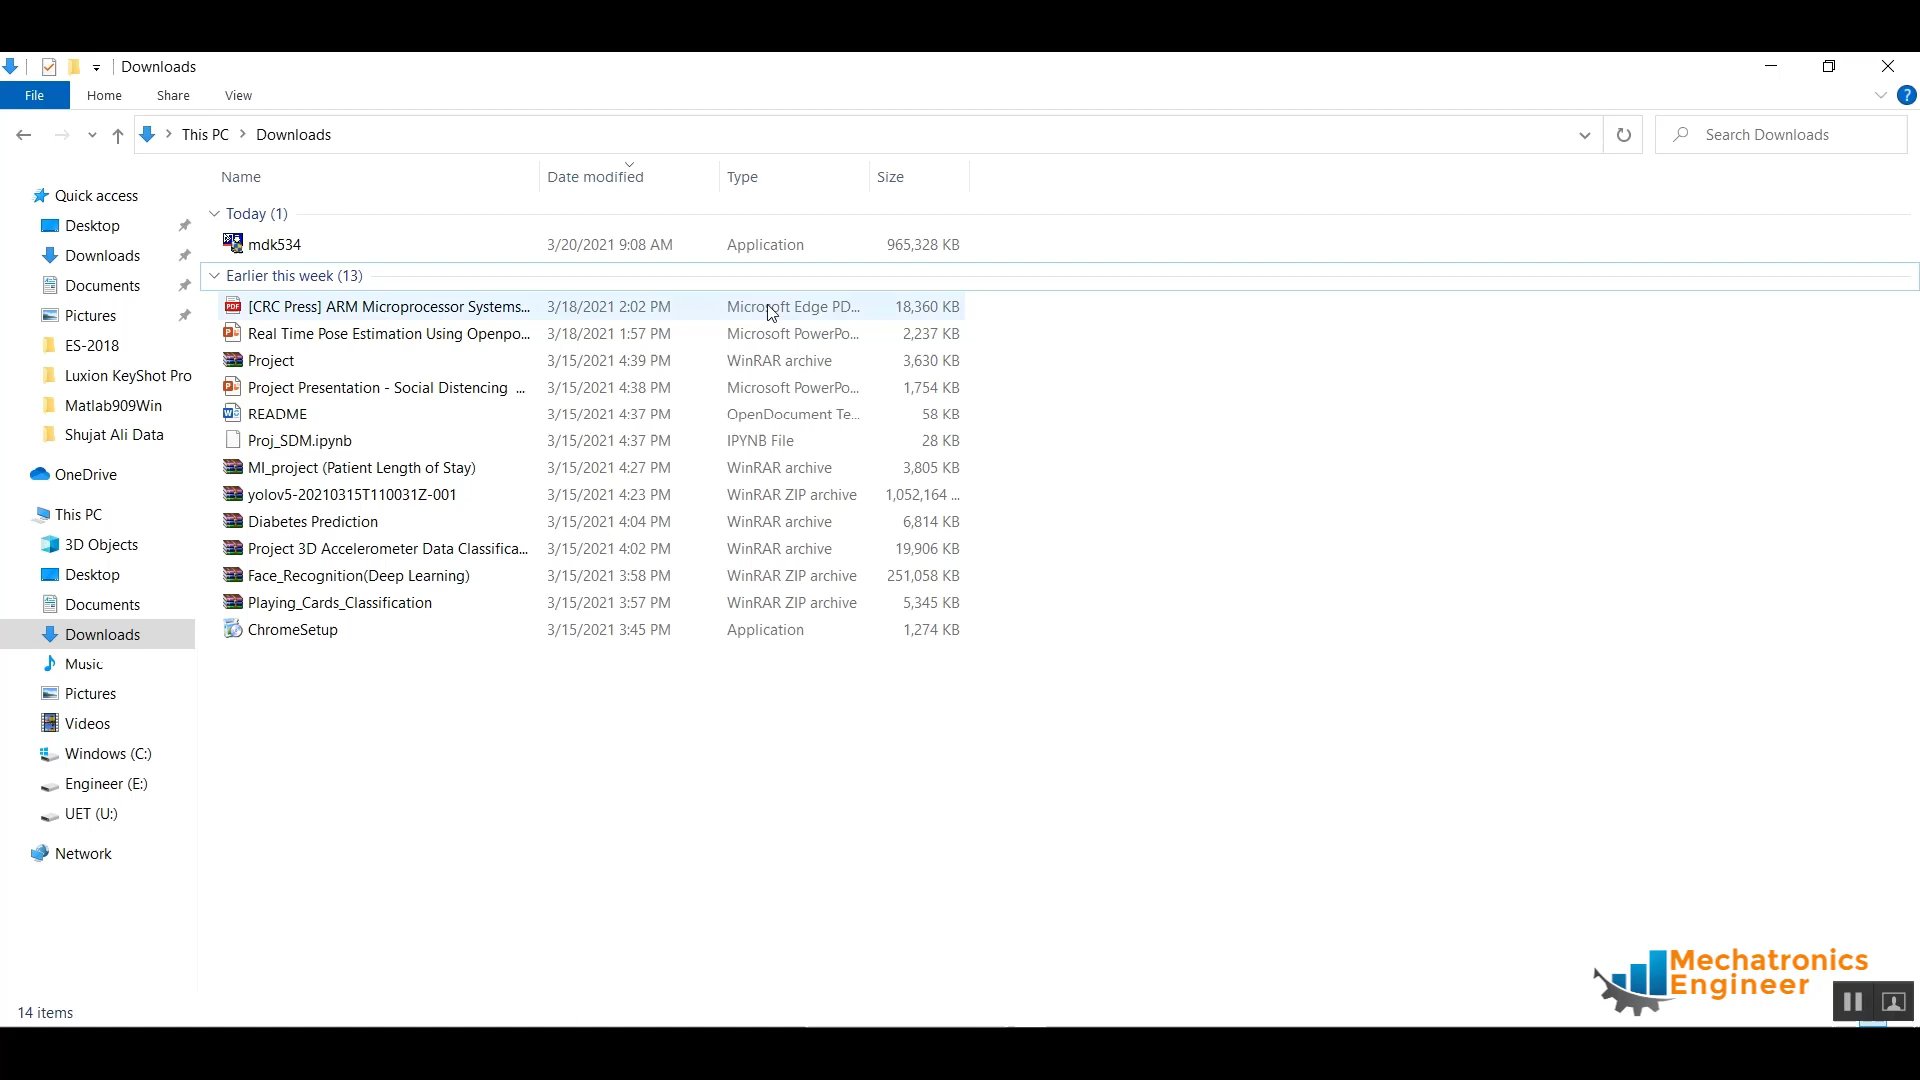 Downloads
File Home Share View
This PC Downloads
Search Downloads
Name Date modified Type Size
Quick access
Desktop
Downloads
Documents
Pictures
ES-2018
Luxion KeyShot Pro
Matlab909Win
Shujat Ali Data
OneDrive
This PC
3D Objects
Desktop
Documents
Downloads
Music
Pictures
Videos
Windows (C:)
Engineer (E:)
UET (U:)
Network
Today (1)
mdk534 3/20/2021 9:08 AM Application 965,328 KB
Earlier this week (13)
[CRC Press] ARM Microprocessor Systems... 3/18/2021 2:02 PM Microsoft Edge PD... 18,360 KB
Real Time Pose Estimation Using Openpo... 3/18/2021 1:57 PM Microsoft PowerPo... 2,237 KB
Project 3/15/2021 4:39 PM WinRAR archive 3,630 KB
Project Presentation - Social Distencing ... 3/15/2021 4:38 PM Microsoft PowerPo... 1,754 KB
README 3/15/2021 4:37 PM OpenDocument Te... 58 KB
Proj_SDM.ipynb 3/15/2021 4:37 PM IPYNB File 28 KB
MI_project (Patient Length of Stay) 3/15/2021 4:27 PM WinRAR archive 3,805 KB
yolov5-20210315T110031Z-001 3/15/2021 4:23 PM WinRAR ZIP archive 1,052,164 ...
Diabetes Prediction 3/15/2021 4:04 PM WinRAR archive 6,814 KB
Project 3D Accelerometer Data Classifica... 3/15/2021 4:02 PM WinRAR archive 19,906 KB
Face_Recognition(Deep Learning) 3/15/2021 3:58 PM WinRAR ZIP archive 251,058 KB
Playing_Cards_Classification 3/15/2021 3:57 PM WinRAR ZIP archive 5,345 KB
ChromeSetup 3/15/2021 3:45 PM Application 1,274 KB
14 items
Mechatronics
Engineer